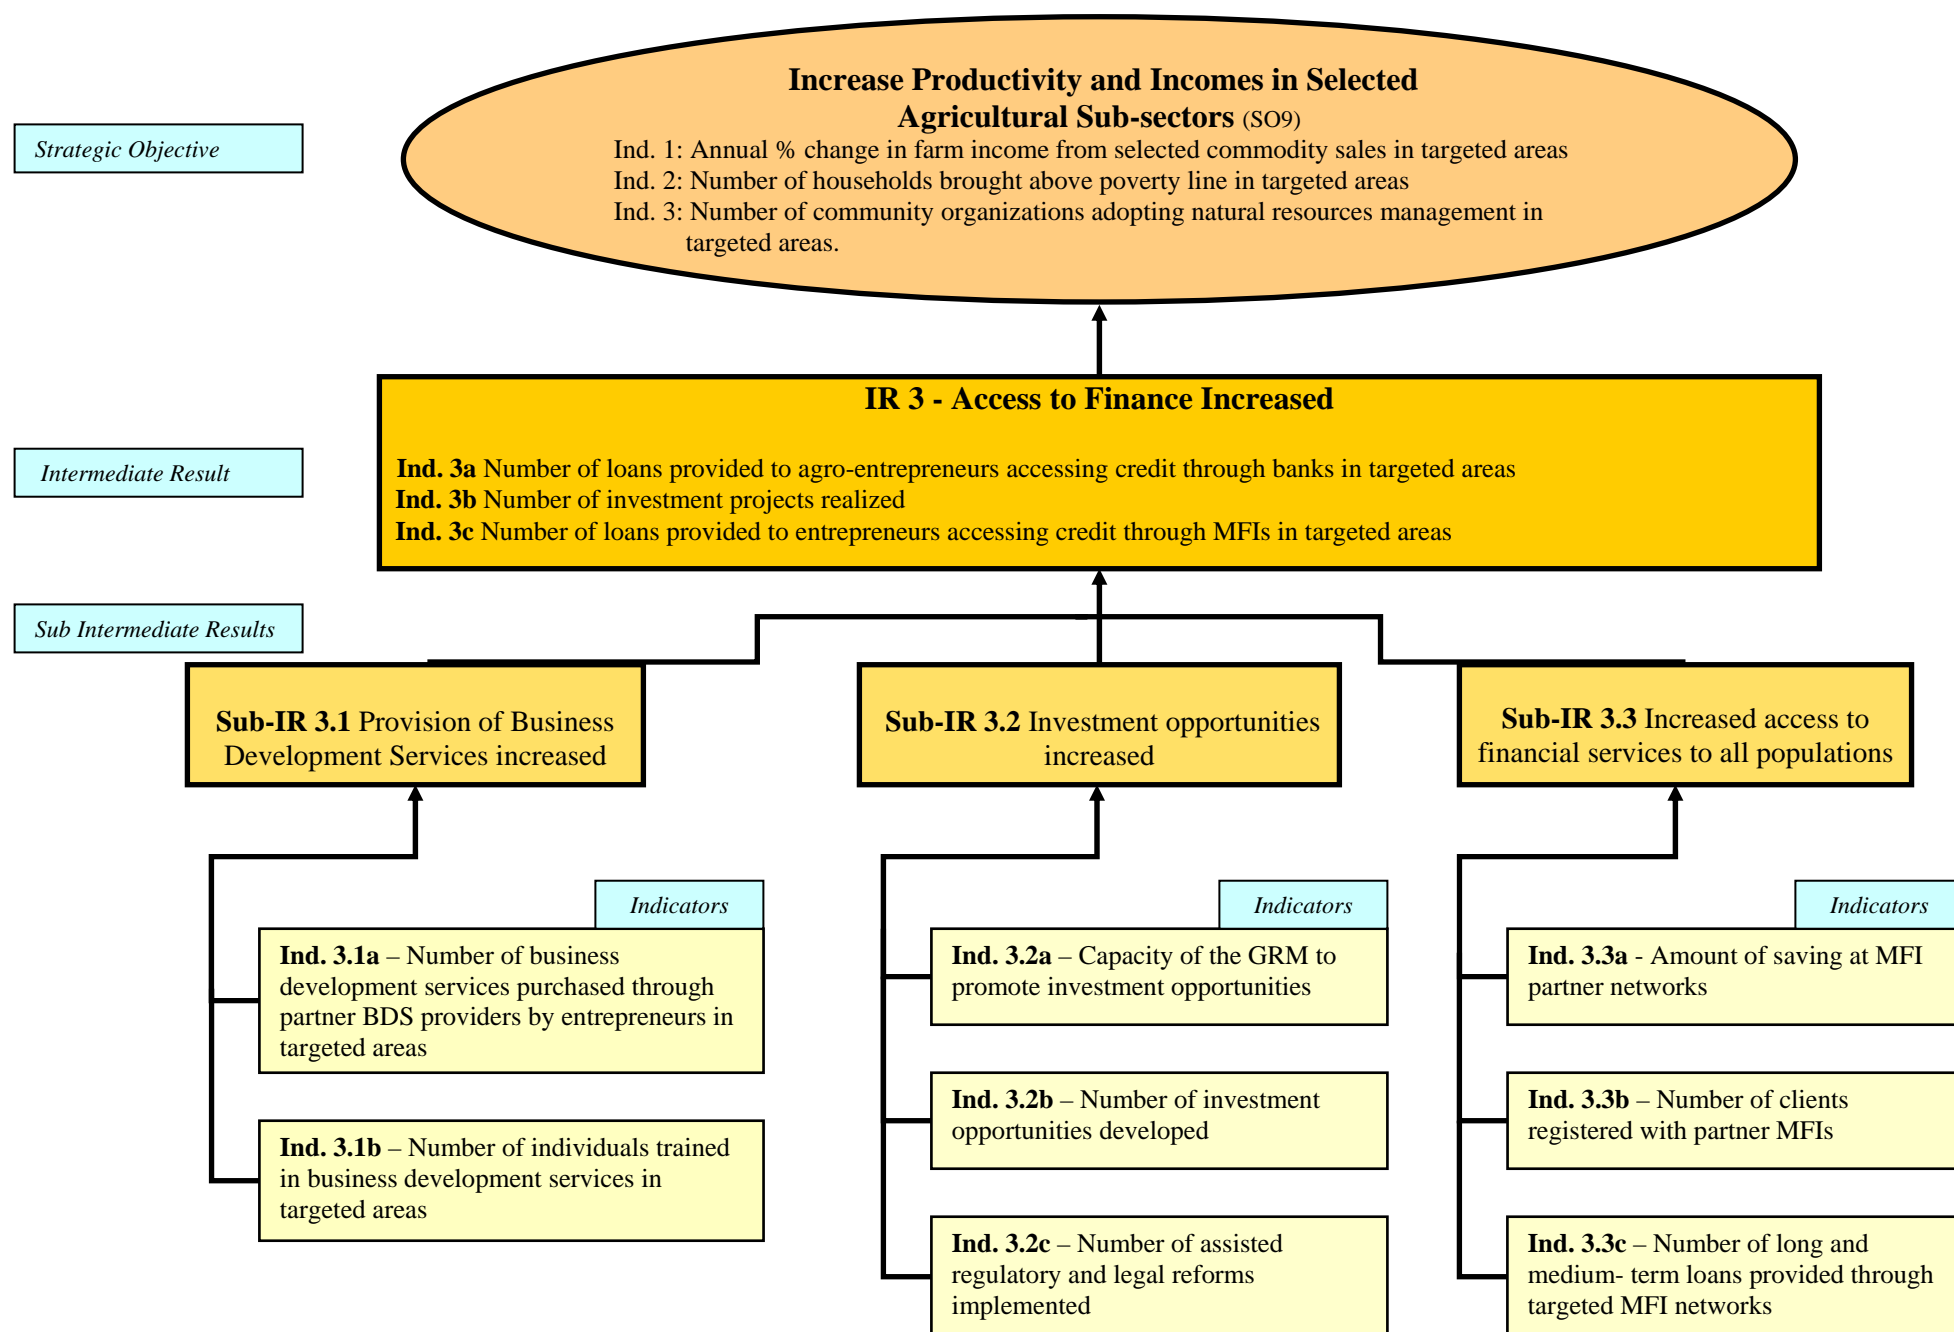 Increase Productivity and Incomes in Selected
Agricultural Sub-sectors (SO9)
Strategic Objective
Ind. 1: Annual % change in farm income from selected commodity sales in targeted areas
Ind. 2: Number of households brought above poverty line in targeted areas
Ind. 3: Number of community organizations adopting natural resources management in
targeted areas.
IR 3 - Access to Finance Increased
Intermediate Result
Ind. 3a Number of loans provided to agro-entrepreneurs accessing credit through banks in targeted areas
Ind. 3b Number of investment projects realized
Ind. 3c Number of loans provided to entrepreneurs accessing credit through MFIs in targeted areas
Sub Intermediate Results
Sub-IR 3.1 Provision of Business
Development Services increased
Sub-IR 3.2 Investment opportunities
increased
Sub-IR 3.3 Increased access to
financial services to all populations
Indicators
Ind. 3.1a – Number of business
development services purchased through
partner BDS providers by entrepreneurs in
targeted areas
Ind. 3.1b – Number of individuals trained
in business development services in
targeted areas
Indicators
Ind. 3.2a – Capacity of the GRM to
promote investment opportunities
Ind. 3.2b – Number of investment
opportunities developed
Ind. 3.2c – Number of assisted
regulatory and legal reforms
implemented
Indicators
Ind. 3.3a - Amount of saving at MFI
partner networks
Ind. 3.3b – Number of clients
registered with partner MFIs
Ind. 3.3c – Number of long and
medium- term loans provided through
targeted MFI networks